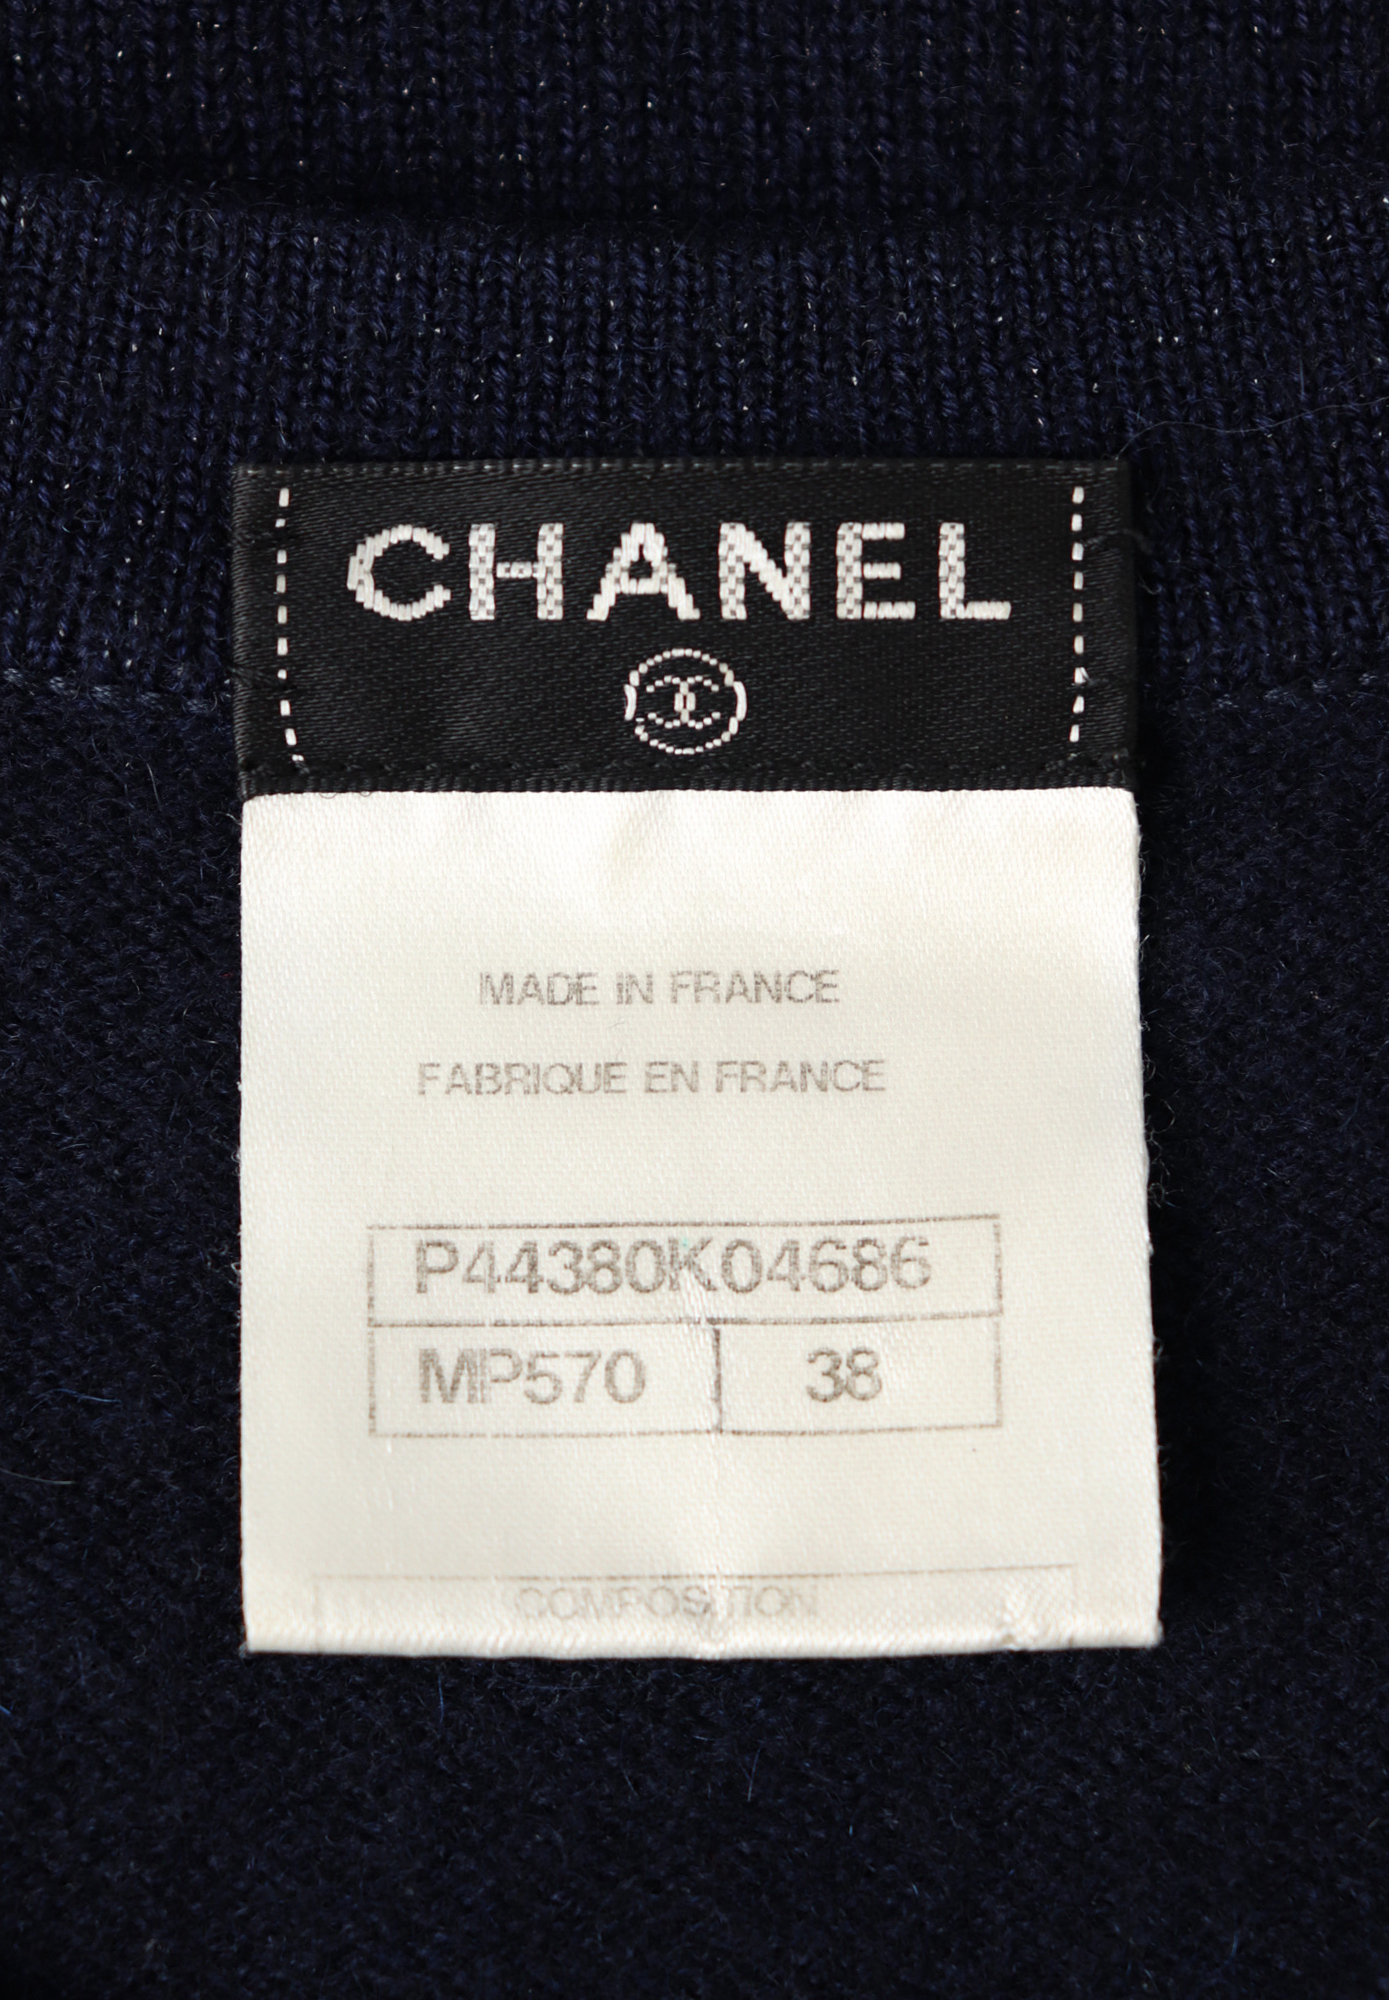 CHANEL
MADE IN FRANCE
FABRIQUE EN FRANCE
P44380K04686
MP570 38
COMPOSITION